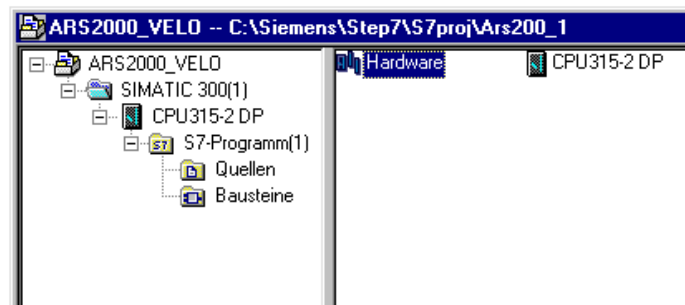 ARS2000_VELO -- C:\Siemens\Step7\S7proj\Ars200_1
ARS2000_VELO
SIMATIC 300(1)
CPU315-2 DP
S7-Programm(1)
Quellen
Bausteine
Hardware
CPU315-2 DP